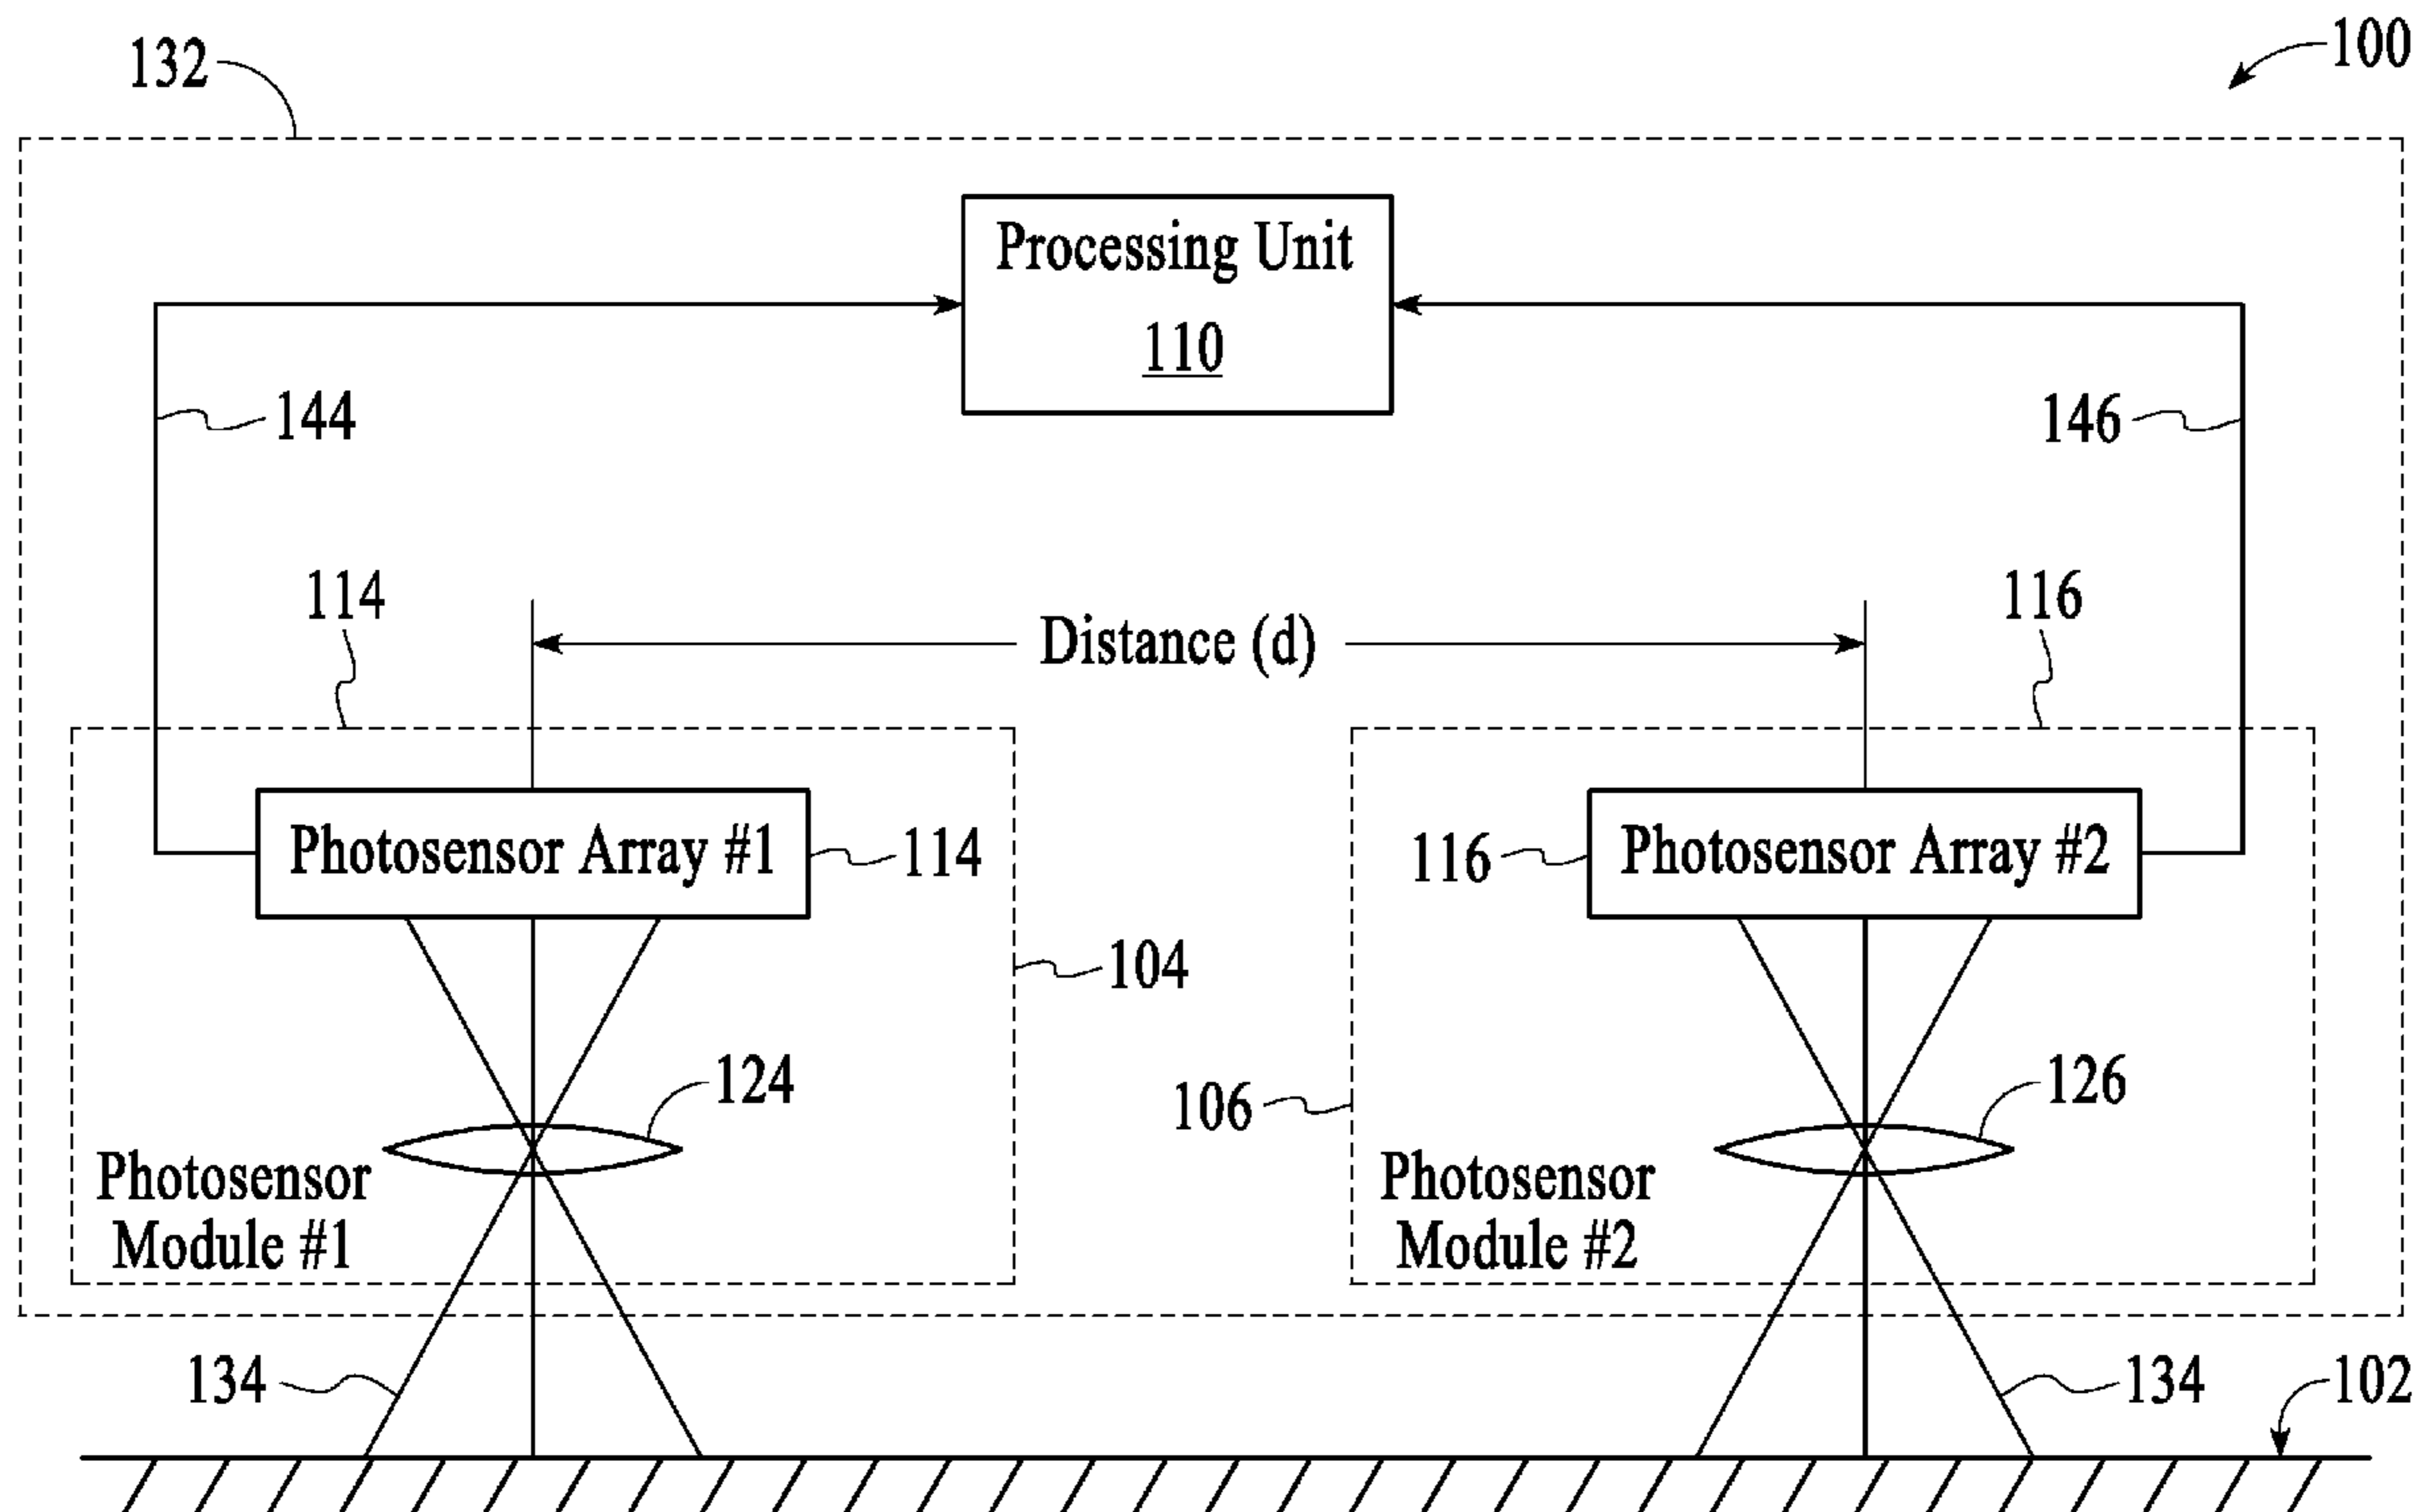 132
100
Processing Unit
110
144
146
114
116
Distance (d)
Photosensor Array #1
114
116
Photosensor Array #2
104
124
106
126
Photosensor
Module #1
Photosensor
Module #2
134
134
102